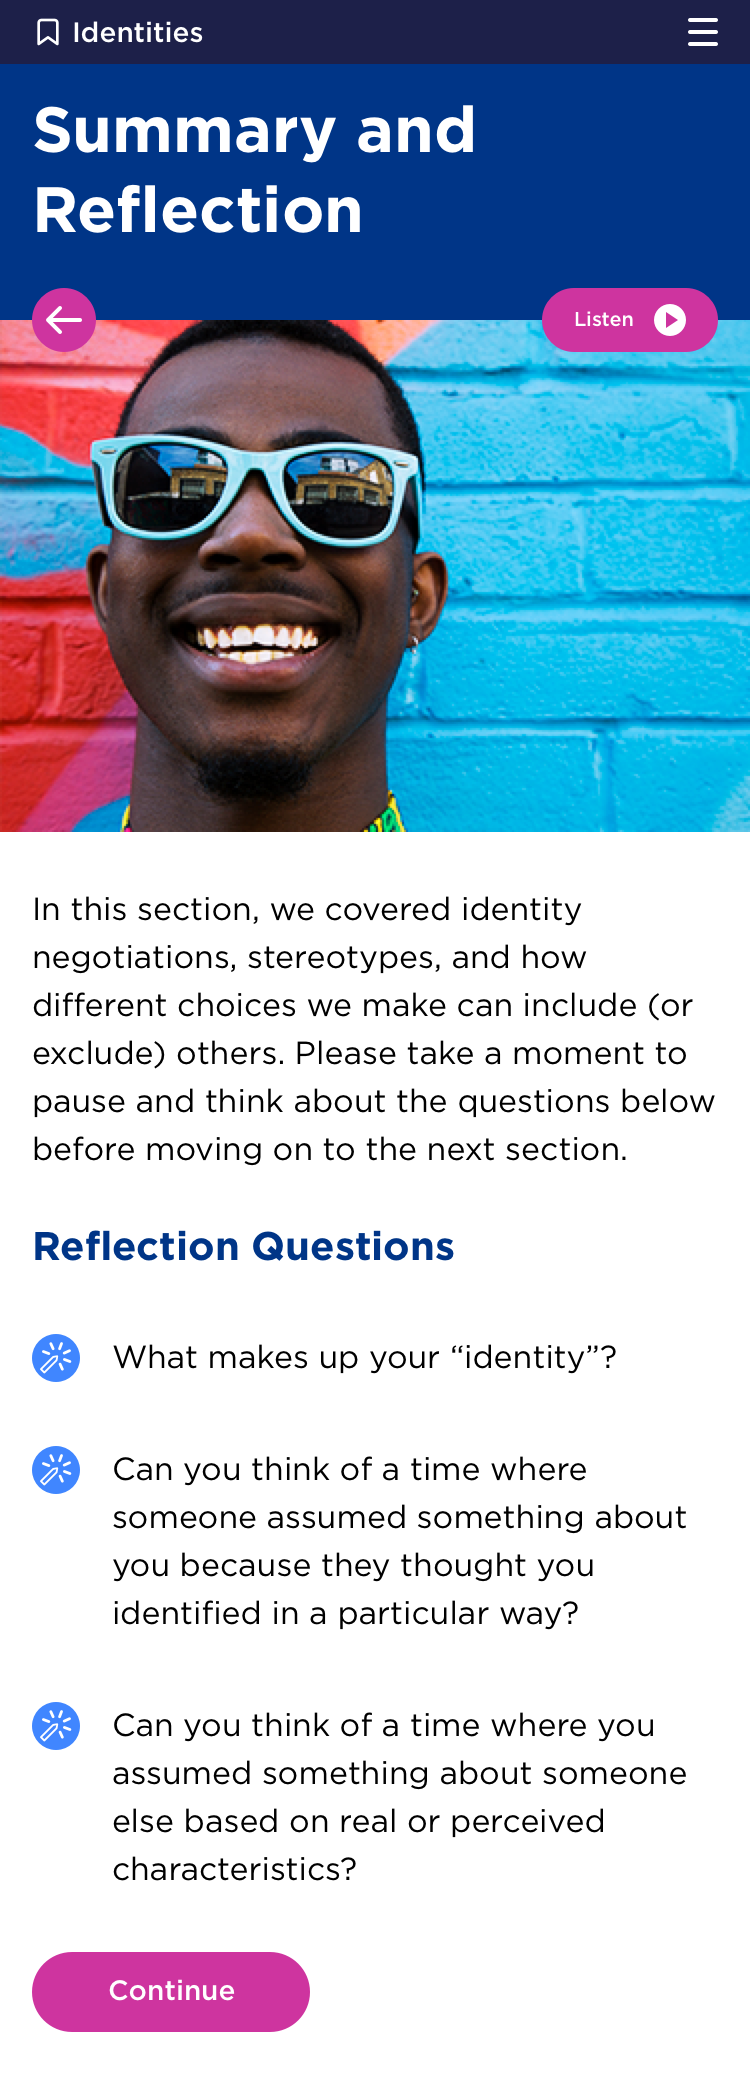 Identities
Summary and
Reflection
Listen
In this section, we covered identity
negotiations, stereotypes, and how
different choices we make can include (or
exclude) others. Please take a moment to
pause and think about the questions below
before moving on to the next section.
Reflection Questions
What makes up your “identity”?
Can you think of a time where
someone assumed something about
you because they thought you
identified in a particular way?
Can you think of a time where you
assumed something about someone
else based on real or perceived
characteristics?
Continue